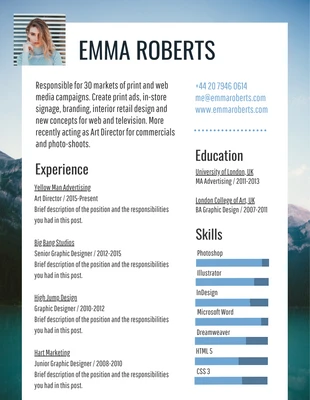 EMMA ROBERTS
Responsible for 30 markets of print and web
media campaigns. Create print ads, in-store
signage, branding, interior retail design and
new concepts for web and television. More
recently acting as Art Director for commercials
and photo-shoots.
Experience
Yellow Man Advertising
Art Director / 2015-Present
Brief description of the position and the responsibilities
you had in this post.
Big Bang Studios
Senior Graphic Designer / 2012-2015
Brief description of the position and the responsibilities
you had in this post.
High Jump Design
Graphic Designer / 2010-2012
Brief description of the position and the responsibilities
you had in this post.
Hart Marketing
Junior Graphic Designer / 2008-2010
Brief description of the position and the responsibilities
you had in this post.
+44 20 7946 0614
me@emmaroberts.com
www.emmaroberts.com
Education
University of London, UK
MA Advertising / 2011-2013
London College of Art, UK
BA Graphic Design / 2007-2011
Skills
Photoshop
Illustrator
InDesign
Microsoft Word
Dreamweaver
HTML 5
CSS 3